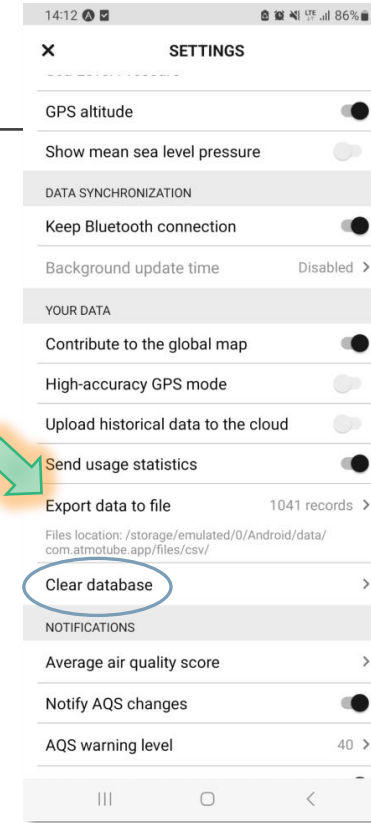 14:12 86%
SETTINGS
GPS altitude
Show mean sea level pressure
DATA SYNCHRONIZATION
Keep Bluetooth connection
Background update time Disabled >
YOUR DATA
Contribute to the global map
High-accuracy GPS mode
Upload historical data to the cloud
Send usage statistics
Export data to file 1041 records >
Files location: /storage/emulated/0/Android/data/
com.atmotube.app/files/csv/
Clear database >
NOTIFICATIONS
Average air quality score >
Notify AQS changes
AQS warning level 40 >